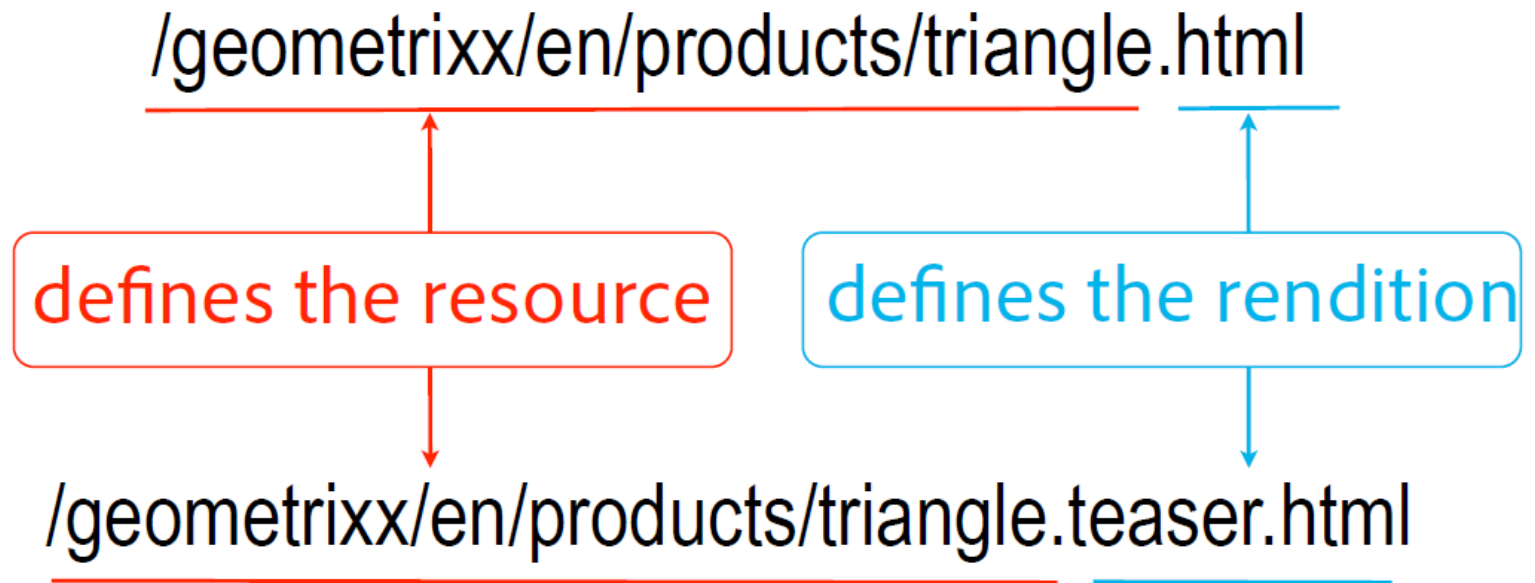 /geometrixx/en/products/triangle.html
defines the resource
defines the rendition
/geometrixx/en/products/triangle.teaser.html